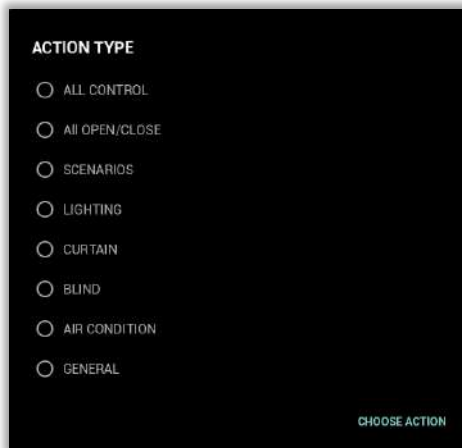 ACTION TYPE
ALL CONTROL
All OPEN/CLOSE
SCENARIOS
LIGHTING
CURTAIN
BLIND
AIR CONDITION
GENERAL
CHOOSE ACTION